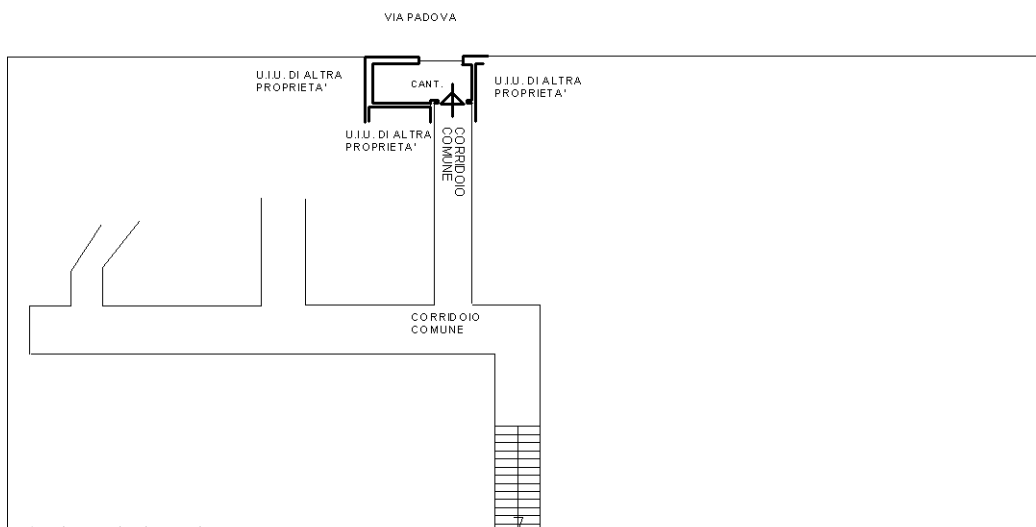 VIA PADOVA
U.I.U. DI ALTRA
PROPRIETA'
CANT.
U.I.U. DI ALTRA
PROPRIETA'
U.I.U. DI ALTRA
PROPRIETA'
CORRIDOIO
COMUNE
CORRIDOIO
COMUNE